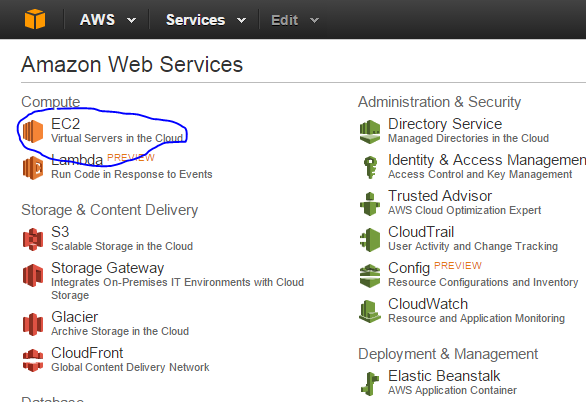 AWS Services Edit
Amazon Web Services
Compute
EC2
Virtual Servers in the Cloud
Lambda PREVIEW
Run Code in Response to Events
Storage & Content Delivery
S3
Scalable Storage in the Cloud
Storage Gateway
Integrates On-Premises IT Environments with Cloud
Storage
Glacier
Archive Storage in the Cloud
CloudFront
Global Content Delivery Network
Administration & Security
Directory Service
Managed Directories in the Cloud
Identity & Access Managemen
Access Control and Key Management
Trusted Advisor
AWS Cloud Optimization Expert
CloudTrail
User Activity and Change Tracking
Config PREVIEW
Resource Configurations and Inventory
CloudWatch
Resource and Application Monitoring
Deployment & Management
Elastic Beanstalk
AWS Application Container